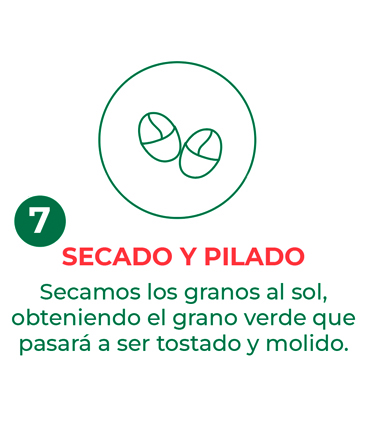 7
SECADO Y PILADO
Secamos los granos al sol,
obteniendo el grano verde que
pasará a ser tostado y molido.